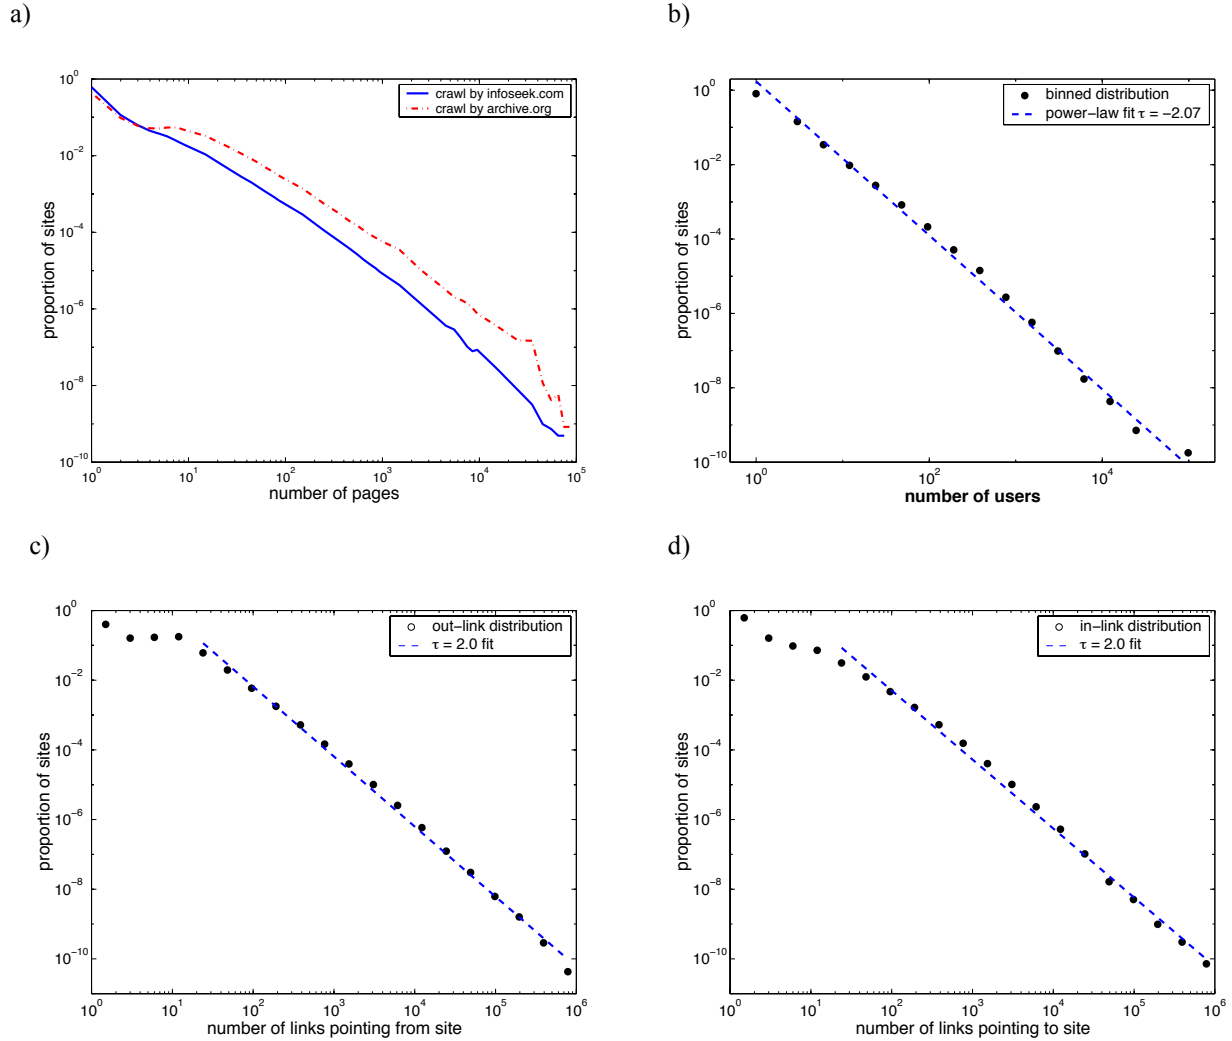 a)
10^0
10^-2
10^-4
10^-6
10^-8
10^-10
proportion of sites
crawl by infoseek.com
crawl by archive.org
10^0 10^1 10^2 10^3 10^4 10^5
number of pages
b)
10^0
10^-2
10^-4
10^-6
10^-8
10^-10
proportion of sites
binned distribution
power-law fit τ = −2.07
10^0 10^2 10^4
number of users
c)
10^0
10^-2
10^-4
10^-6
10^-8
10^-10
proportion of sites
out-link distribution
τ = 2.0 fit
10^0 10^1 10^2 10^3 10^4 10^5 10^6
number of links pointing from site
d)
10^0
10^-2
10^-4
10^-6
10^-8
10^-10
proportion of sites
in-link distribution
τ = 2.0 fit
10^0 10^1 10^2 10^3 10^4 10^5 10^6
number of links pointing to site